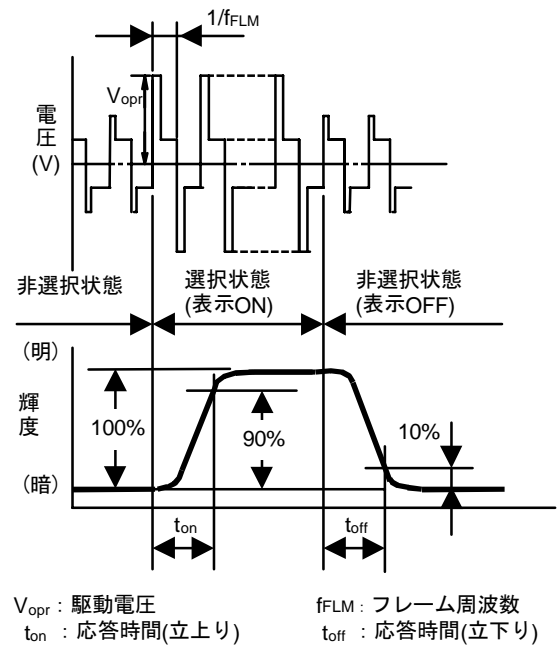 1/fFLM
Vopr
電圧
(V)
非選択状態
選択状態
(表示ON)
非選択状態
(表示OFF)
(明)
輝度
100%
90%
10%
(暗)
ton
toff
Vopr : 駆動電圧
fFLM : フレーム周波数
ton : 応答時間(立上り)
toff : 応答時間(立下り)